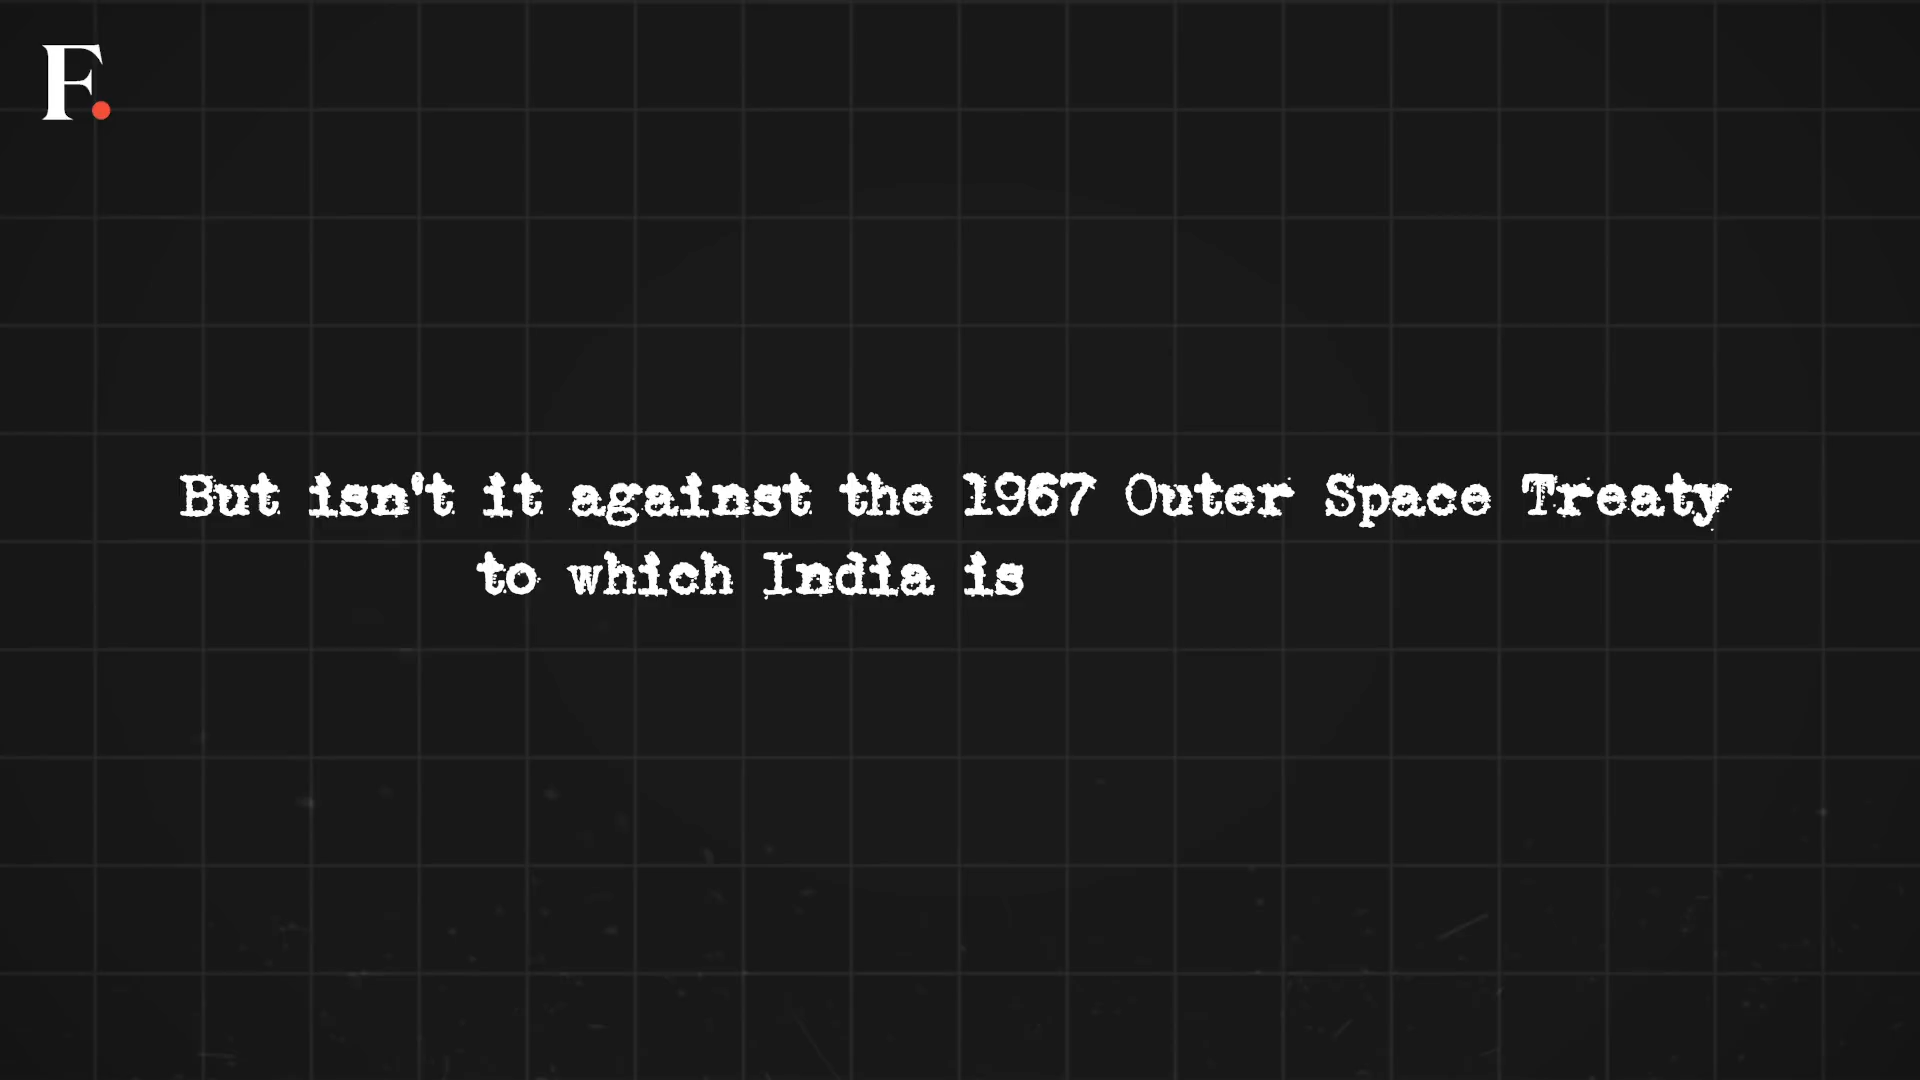 F.
But isn't it against the 1967 Outer Space Treaty
to which India is